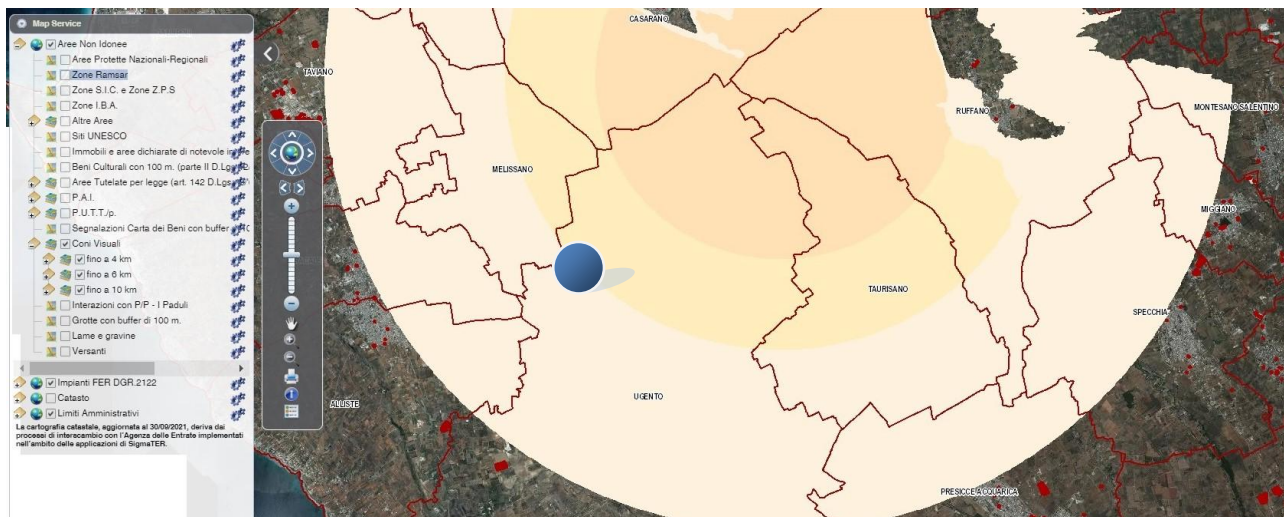 Map Service
Aree Non Idonee
Aree Protette Nazionali-Regionali
Zone Ramsar
Zone S.I.C. e Zone Z.P.S
Zone I.B.A.
Altre Aree
Siti UNESCO
Immobili e aree dichiarate di notevole in
Beni Culturali con 100 m. (parte II D.Lg
Aree Tutelate per legge (art. 142 D.Lgs
P.A.I.
P.U.T.T./p.
Segnalazioni Carta dei Beni con buffer
Coni Visuali
fino a 4 km
fino a 6 km
fino a 10 km
Interazioni con P/P - I Paduli
Grotte con buffer di 100 m.
Lame e gravine
Versanti
Impianti FER DGR.2122
Catasto
Limiti Amministrativi
La cartografia catastale, aggiornata al 30/09/2021, deriva dai
processi di interscambio con l'Agenzia delle Entrate implementati
nell'ambito delle applicazioni di SigmaTER.
CASARANO
TAVIANO
RUFFANO
MONTESANO SALENTINO
MELISSANO
MIGGIANO
TAURISANO
SPECCHIA
UGENTO
ALLISTE
PRESICCE ACQUARICA